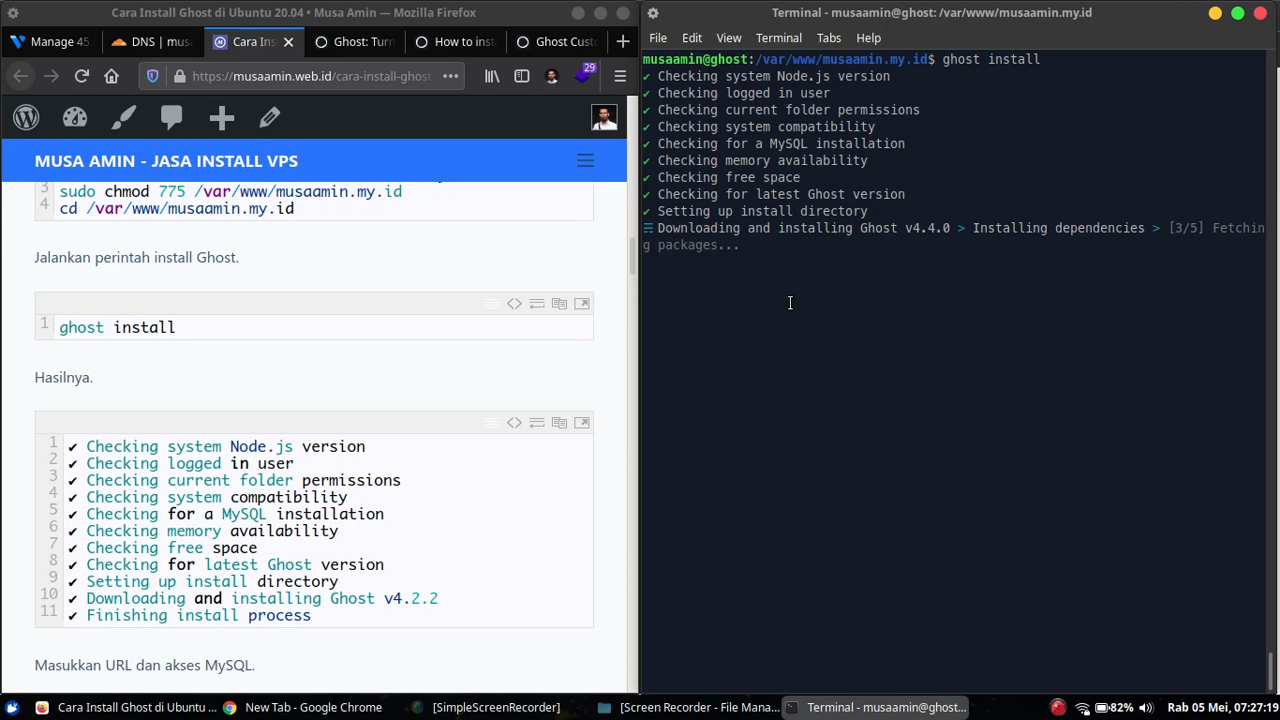 Cara Install Ghost di Ubuntu 20.04 • Musa Amin — Mozilla Firefox
Manage 45
DNS | musa
Cara Ins
Ghost: Turn
How to inst
Ghost Custo
https://musaamin.web.id/cara-install-ghost
29
MUSA AMIN - JASA INSTALL VPS
3 sudo chmod 775 /var/www/musaamin.my.id
4 cd /var/www/musaamin.my.id
Jalankan perintah install Ghost.
1 ghost install
Hasilnya.
1 ✔ Checking system Node.js version
2 ✔ Checking logged in user
3 ✔ Checking current folder permissions
4 ✔ Checking system compatibility
5 ✔ Checking for a MySQL installation
6 ✔ Checking memory availability
7 ✔ Checking free space
8 ✔ Checking for latest Ghost version
9 ✔ Setting up install directory
10 ✔ Downloading and installing Ghost v4.2.2
11 ✔ Finishing install process
Masukkan URL dan akses MySQL.
Terminal - musaamin@ghost: /var/www/musaamin.my.id
File Edit View Terminal Tabs Help
musaamin@ghost:/var/www/musaamin.my.id$ ghost install
✔ Checking system Node.js version
✔ Checking logged in user
✔ Checking current folder permissions
✔ Checking system compatibility
✔ Checking for a MySQL installation
✔ Checking memory availability
✔ Checking free space
✔ Checking for latest Ghost version
✔ Setting up install directory
☴ Downloading and installing Ghost v4.4.0 > Installing dependencies > [3/5] Fetchin
g packages...
Cara Install Ghost di Ubuntu ...
New Tab - Google Chrome
[SimpleScreenRecorder]
[Screen Recorder - File Mana...
Terminal - musaamin@ghost...
82%
Rab 05 Mei, 07:27:19